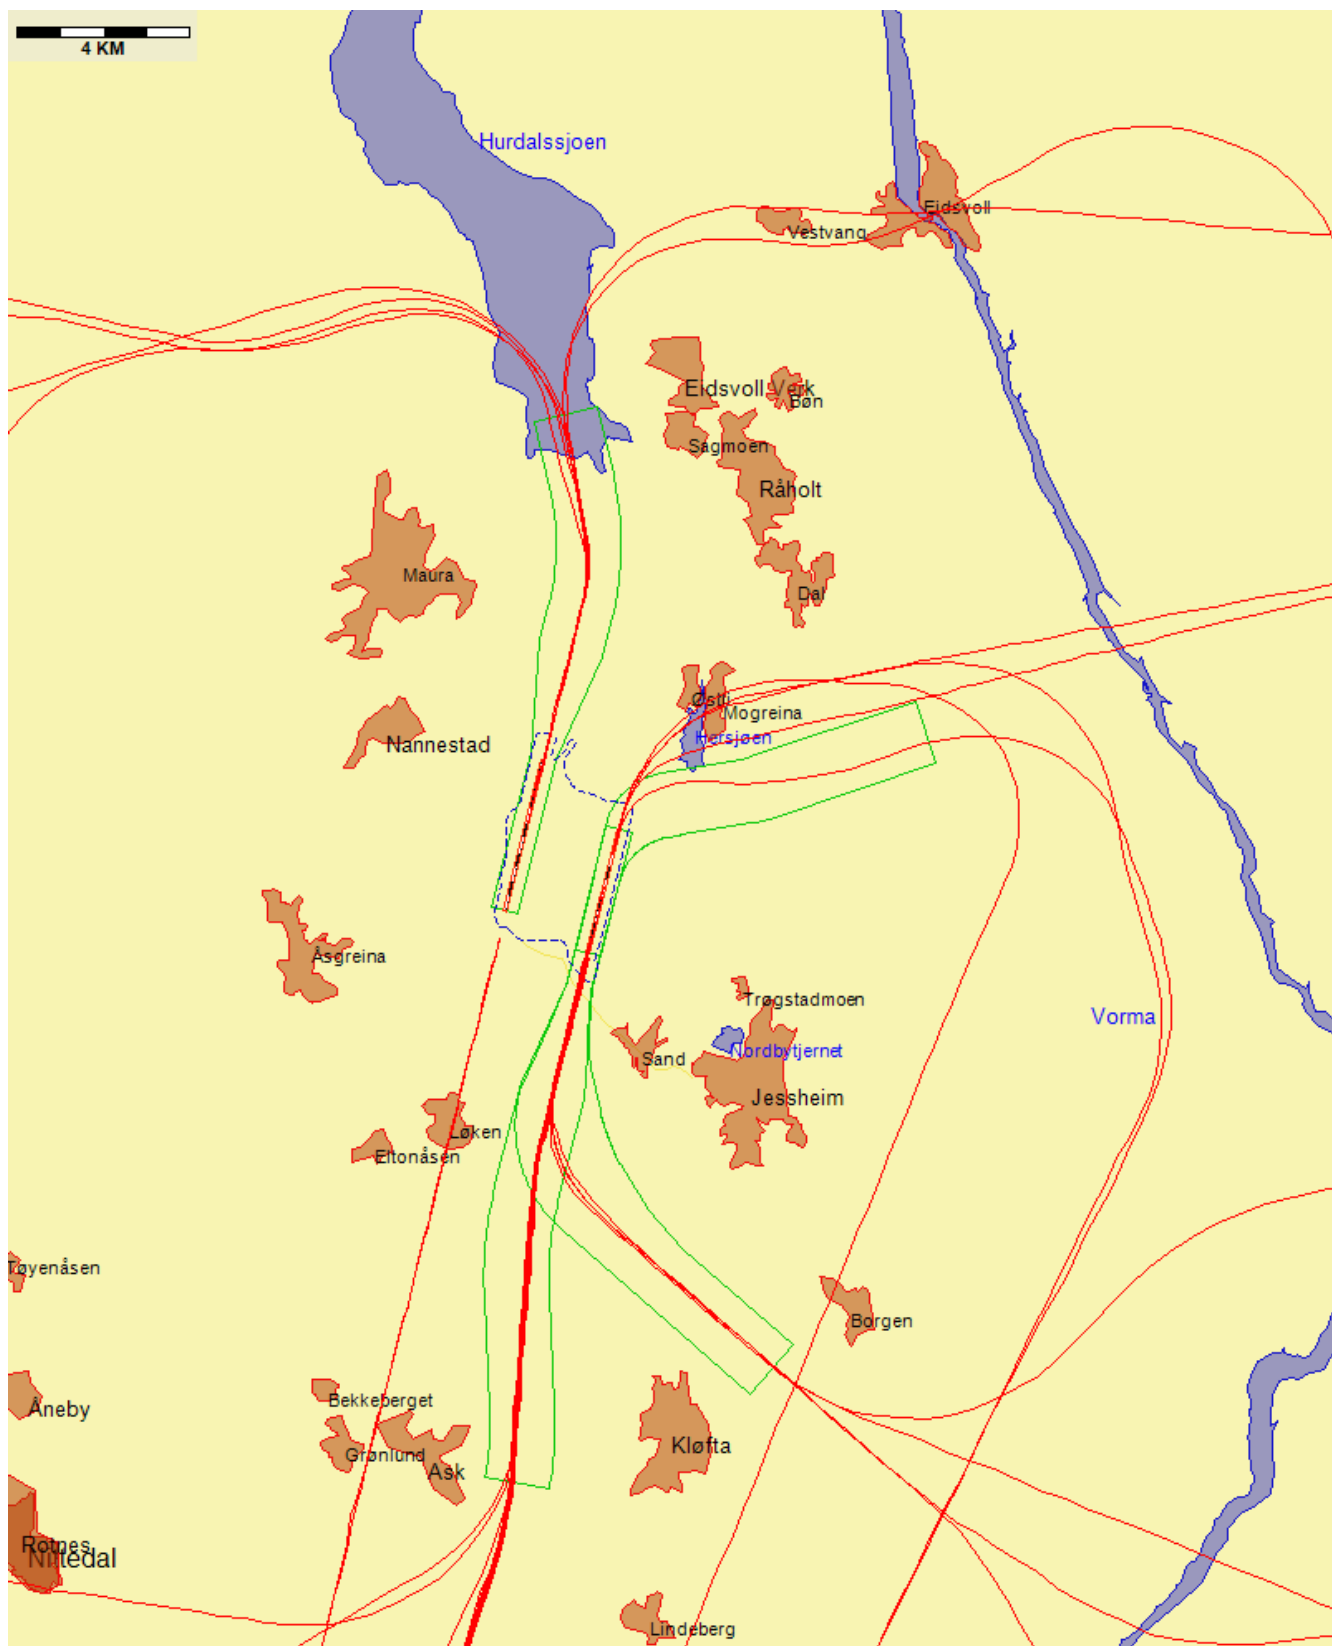 4 KM
Hurdalssjoen
Eidsvoll
Vestvang
Eidsvoll Verk
Bøn
Sagmoen
Råholt
Maura
Dal
Østli
Mogreina
Hersjøen
Nannestad
Åsgreina
Trøgstadmoen
Vorma
Nordbytjernet
Sand
Jessheim
Løken
Eltonåsen
Tøyenåsen
Borgen
Bekkeberget
Åneby
Kløfta
Grønlund
Ask
Rotnes
Nittedal
Lindeberg